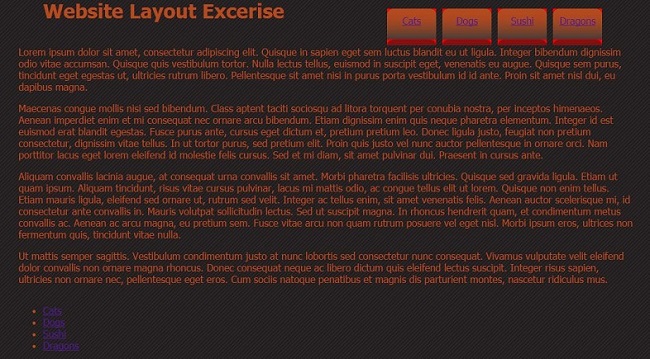 Website Layout Excerise
Cats Dogs Sushi Dragons
Lorem ipsum dolor sit amet, consectetur adipiscing elit. Quisque in sapien eget sem luctus blandit eu ut ligula. Integer bibendum dignissim
odio vitae accumsan. Quisque quis vestibulum tortor. Nulla lectus tellus, euismod in suscipit eget, venenatis eu augue. Quisque sem purus,
tincidunt eget egestas ut, ultricies rutrum libero. Pellentesque sit amet nisi in purus porta vestibulum id id ante. Proin sit amet nisl dui, eu
dapibus magna.
Maecenas congue mollis nisi sed bibendum. Class aptent taciti sociosqu ad litora torquent per conubia nostra, per inceptos himenaeos.
Aenean imperdiet enim et mi consequat nec ornare arcu bibendum. Etiam dignissim enim quis neque pharetra elementum. Integer id est
euismod erat blandit egestas. Fusce purus ante, cursus eget dictum et, pretium pretium leo. Donec ligula justo, feugiat non pretium
consectetur, dignissim vitae tellus. In ut tortor purus, sed pretium elit. Proin quis justo vel nunc auctor pellentesque in ornare orci. Nam
porttitor lacus eget lorem eleifend id molestie felis cursus. Sed et mi diam, sit amet pulvinar dui. Praesent in cursus ante.
Aliquam convallis lacinia augue, at consequat urna convallis sit amet. Morbi pharetra facilisis ultricies. Quisque sed gravida ligula. Etiam ut
quam ipsum. Aliquam tincidunt, risus vitae cursus pulvinar, lacus mi mattis odio, ac congue tellus elit ut lorem. Quisque non enim tellus.
Etiam mauris ligula, eleifend sed ornare ut, rutrum sed velit. Integer ac tellus enim, sit amet venenatis felis. Aenean auctor scelerisque mi, id
consectetur ante convallis in. Mauris volutpat sollicitudin lectus. Sed ut suscipit magna. In rhoncus hendrerit quam, et condimentum metus
convallis ac. Aenean ac arcu magna, eu pretium sem. Fusce vitae arcu non quam rutrum posuere vel eget nisl. Morbi ipsum eros, ultrices non
fermentum quis, tincidunt vitae nulla.
Ut mattis semper sagittis. Vestibulum condimentum justo at nunc lobortis sed consectetur nunc consequat. Vivamus vulputate velit eleifend
dolor convallis non ornare magna rhoncus. Donec consequat neque ac libero dictum quis eleifend lectus suscipit. Integer risus sapien,
ultricies non ornare nec, pellentesque eget eros. Cum sociis natoque penatibus et magnis dis parturient montes, nascetur ridiculus mus.
Cats
Dogs
Sushi
Dragons